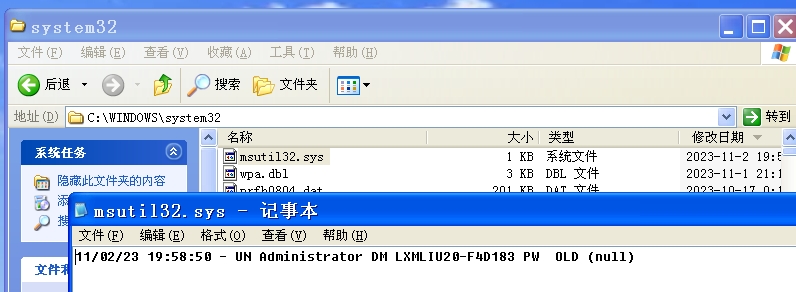 system32
文件(F) 编辑(E) 查看(V) 收藏(A) 工具(T) 帮助(H)
后退 搜索 文件夹
地址(D) C:\WINDOWS\system32 转到
名称 大小 类型 修改日期
系统任务
msutil32.sys 1 KB 系统文件 2023-11-2 19:5
隐藏此文件夹的内容
wpa.dbl 3 KB DBL 文件 2023-11-1 21:1
prfh0804.dat 201 KB DAT 文件 2023-10-17 0:1
添
搜
文件和
msutil32.sys - 记事本
文件(F) 编辑(E) 格式(O) 查看(V) 帮助(H)
11/02/23 19:58:50 - UN Administrator DM LXMLIU20-F4D183 PW  OLD (null)